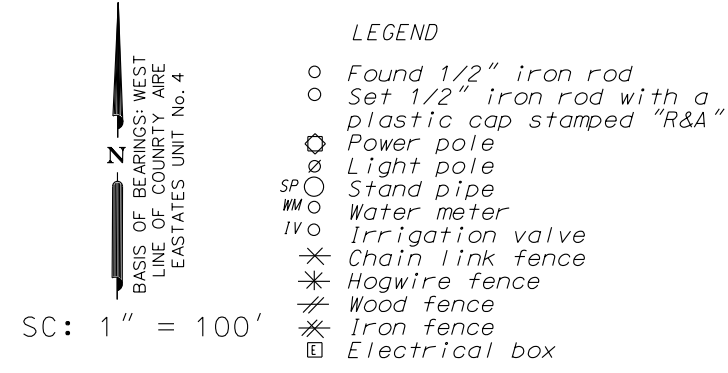 LEGEND
Found 1/2" iron rod
Set 1/2" iron rod with a
plastic cap stamped "R&A"
Power pole
Light pole
SP Stand pipe
WM Water meter
IV Irrigation valve
Chain link fence
Hogwire fence
Wood fence
Iron fence
E Electrical box
N
BASIS OF BEARINGS: WEST
LINE OF COUNRTY AIRE
EASTATES UNIT No. 4
SC: 1" = 100'